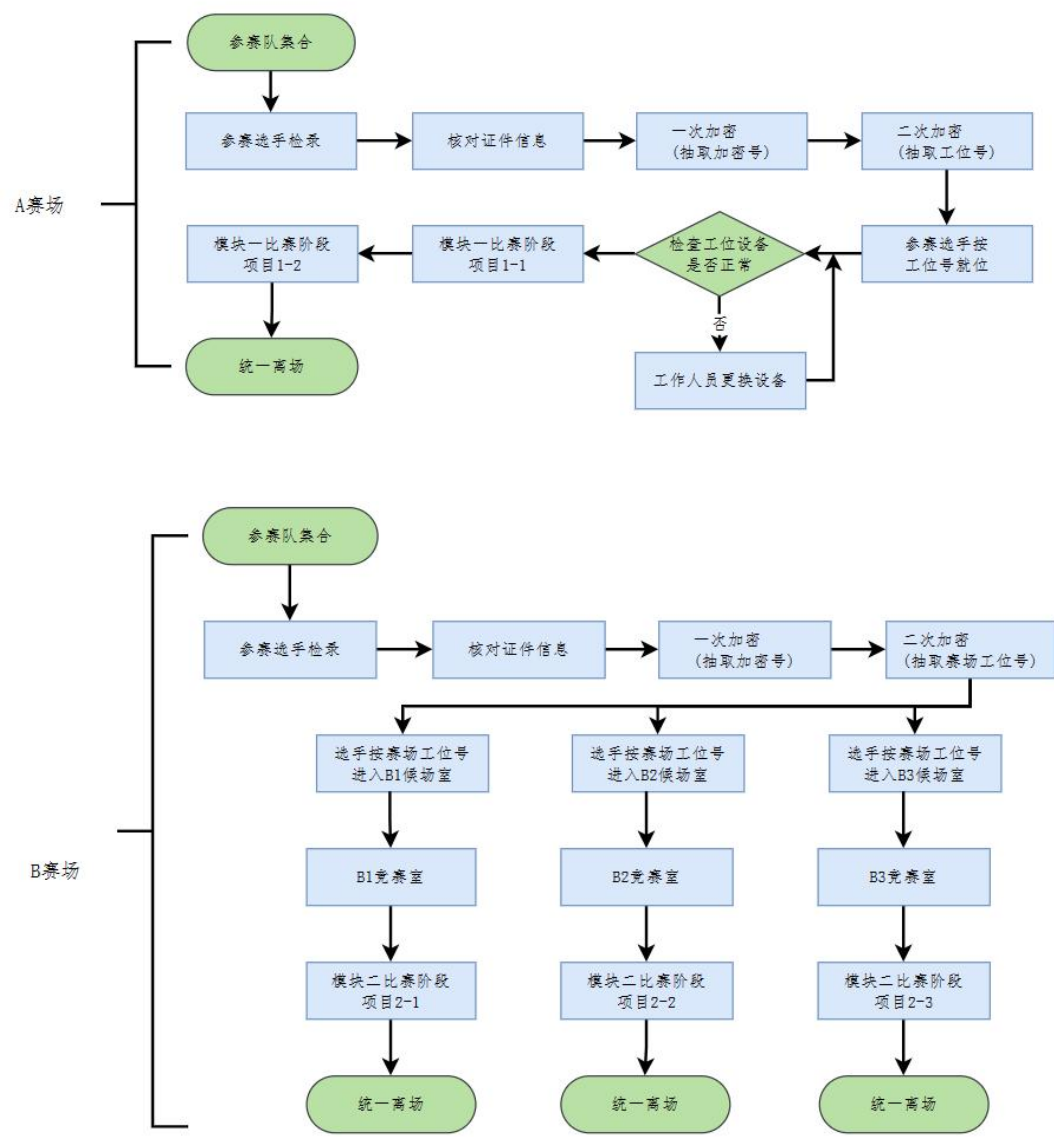 参赛队集合
参赛选手检录
核对证件信息
一次加密
(抽取加密号)
二次加密
(抽取工位号)
A赛场
模块一比赛阶段
项目1-2
模块一比赛阶段
项目1-1
检查工位设备
是否正常
参赛选手按
工位号就位
否
统一离场
工作人员更换设备
参赛队集合
参赛选手检录
核对证件信息
一次加密
(抽取加密号)
二次加密
(抽取赛场工位号)
选手按赛场工位号
进入B1候场室
选手按赛场工位号
进入B2候场室
选手按赛场工位号
进入B3候场室
B赛场
B1竞赛室
B2竞赛室
B3竞赛室
模块二比赛阶段
项目2-1
模块二比赛阶段
项目2-2
模块二比赛阶段
项目2-3
统一离场
统一离场
统一离场